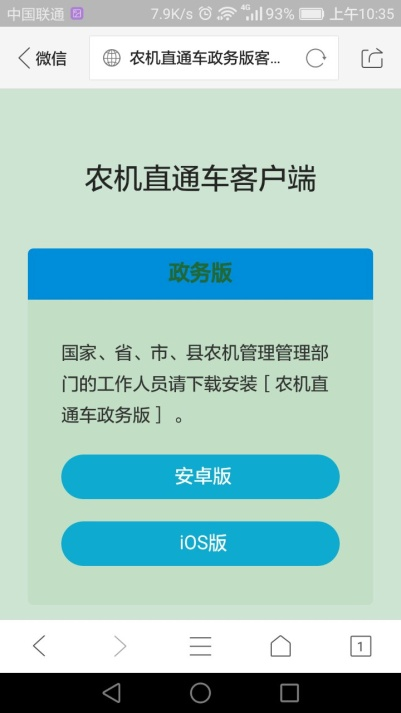 中国联通 7.9K/s 4G 93% 上午10:35
微信 农机直通车政务版客...
农机直通车客户端
政务版
国家、省、市、县农机管理管理部
门的工作人员请下载安装［农机直
通车政务版］。
安卓版
iOS版
1